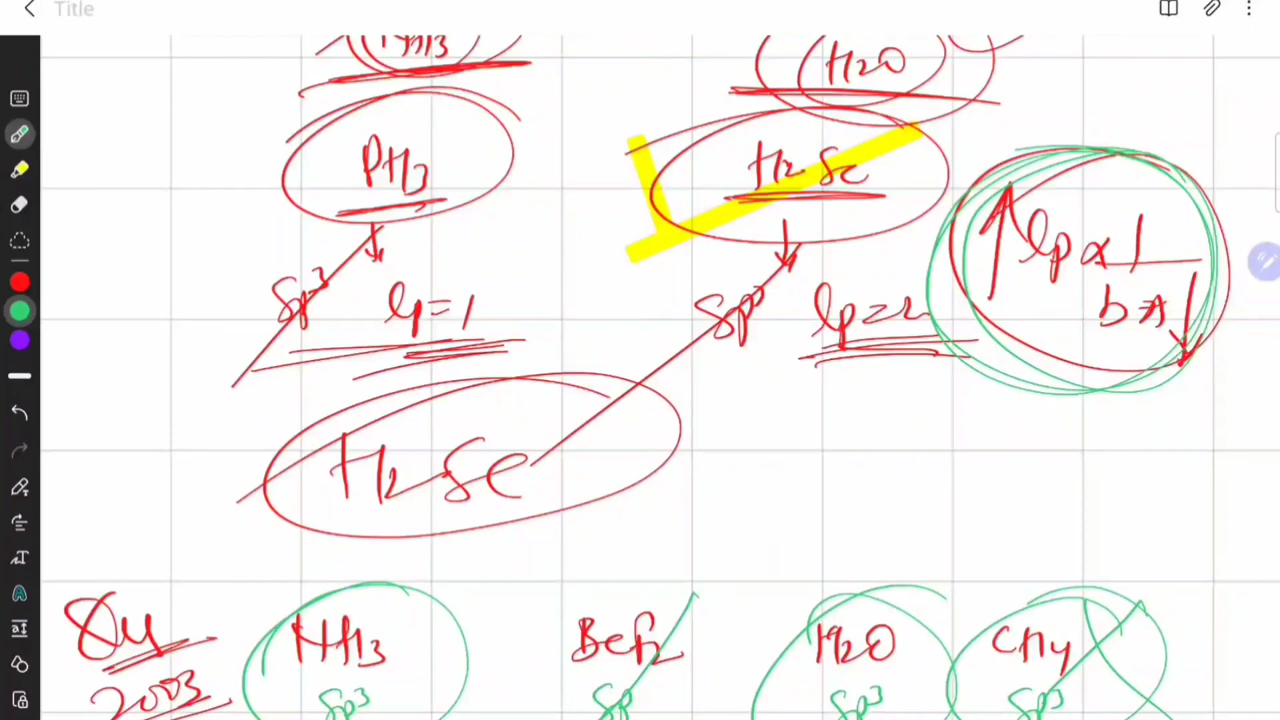 Title
NH3
H2O
PH3
H2Se
lp ∝ 1
b A
Sp3 lp=1
Sp3 lp=2
H2Se
Qu
2003
NH3 BeF2 H2O CH4
Sp3 Sp Sp3 Sp3